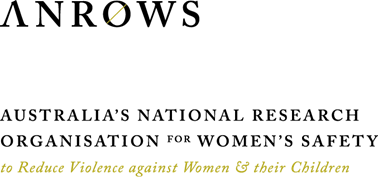 ANROWS
AUSTRALIA'S NATIONAL RESEARCH
ORGANISATION FOR WOMEN'S SAFETY
to Reduce Violence against Women & their Children